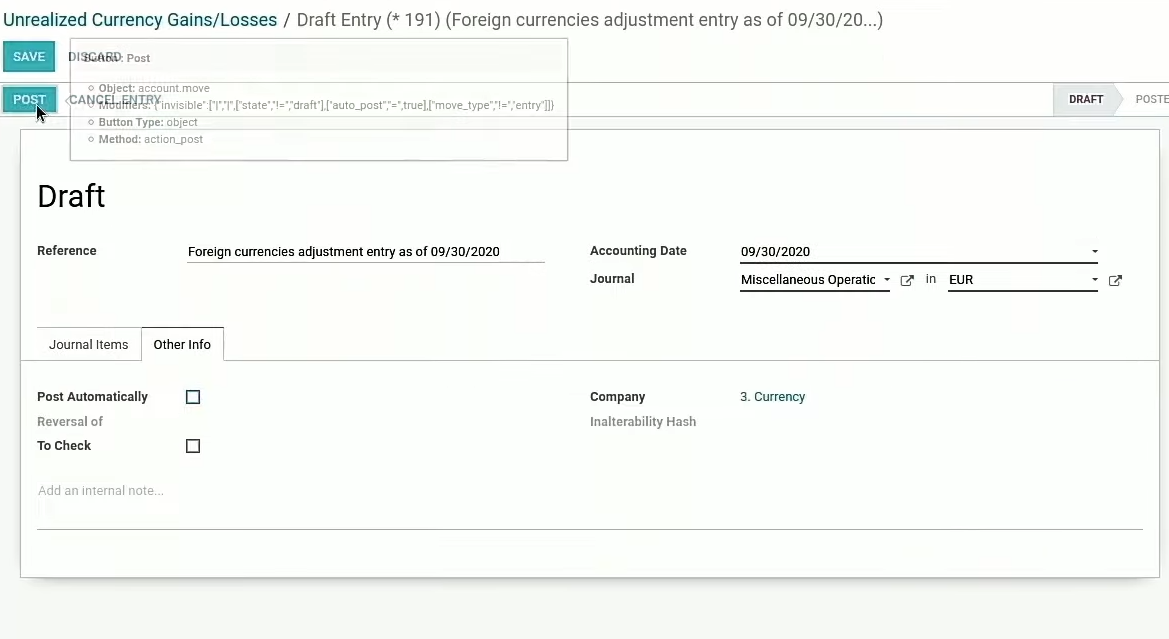 Unrealized Currency Gains/Losses / Draft Entry (* 191) (Foreign currencies adjustment entry as of 09/30/20...)
SAVE DISCARD
Button : Post
POST CANCEL ENTRY
Object: account.move
Modifiers: {"invisible":["|","|",["state","!=","draft"],["auto_post","=",true],["move_type","!=","entry"]]}
Button Type: object
Method: action_post
DRAFT POSTE
Draft
Reference Foreign currencies adjustment entry as of 09/30/2020
Accounting Date 09/30/2020
Journal Miscellaneous Operatic in EUR
Journal Items Other Info
Post Automatically
Reversal of
To Check
Company 3. Currency
Inalterability Hash
Add an internal note...